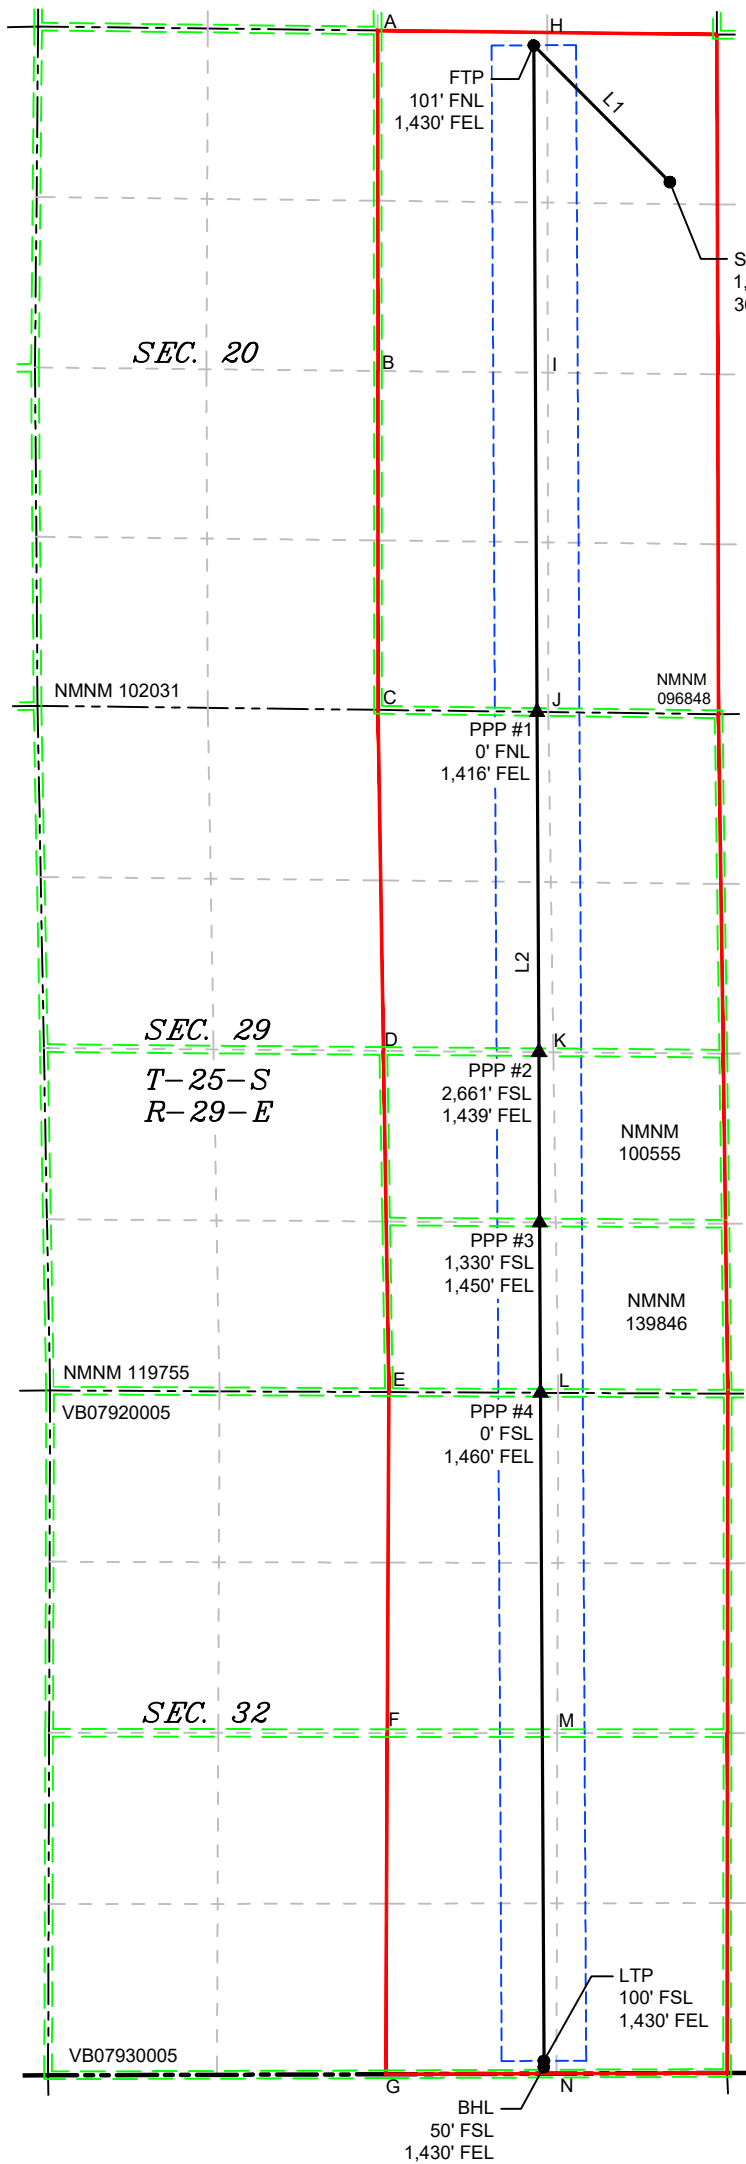 A
H
FTP
101' FNL
1,430' FEL
L1
SEC. 20
B
I
NMNM 102031
C
J
NMNM
096848
PPP #1
0' FNL
1,416' FEL
L2
SEC. 29
T-25-S
R-29-E
D
K
PPP #2
2,661' FSL
1,439' FEL
NMNM
100555
PPP #3
1,330' FSL
1,450' FEL
NMNM
139846
NMNM 119755
VB07920005
E
L
PPP #4
0' FSL
1,460' FEL
SEC. 32
F
M
LTP
100' FSL
1,430' FEL
VB07930005
G
N
BHL
50' FSL
1,430' FEL